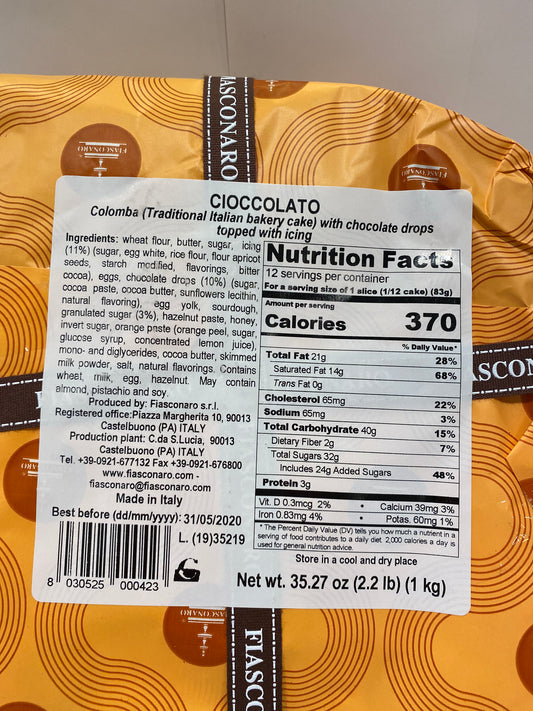 FIASCONARO
FIASCONARO
FIASCONARO
CIOCCOLATO
Colomba (Traditional Italian bakery cake) with chocolate drops
topped with icing
Ingredients: wheat flour, butter, sugar, icing
(11%) (sugar, egg white, rice flour, flour apricot
seeds, starch modified, flavorings, bitter
cocoa), eggs, chocolate drops (10%) (sugar,
cocoa paste, cocoa butter, sunflowers lecithin,
natural flavoring), egg yolk, sourdough,
granulated sugar (3%), hazelnut paste, honey,
invert sugar, orange paste (orange peel, sugar,
glucose syrup, concentrated lemon juice),
mono- and diglycerides, cocoa butter, skimmed
milk powder, salt, natural flavorings. Contains
wheat, milk, egg, hazelnut. May contain
almond, pistachio and soy.
Produced by: Fiasconaro s.r.l.
Registered office:Piazza Margherita 10, 90013
Castelbuono (PA) ITALY
Production plant: C.da S.Lucia, 90013
Castelbuono (PA) ITALY
Tel. +39-0921-677132 Fax +39-0921-676800
www.fiasconaro.com -
fiasconaro@fiasconaro.com
Made in Italy
Best before (dd/mm/yyyy): 31/05/2020
L. (19)35219
8 030525 000423
Nutrition Facts
12 servings per container
For a serving size of 1 slice (1/12 cake) (83g)
Amount per serving
Calories 370
% Daily Value*
Total Fat 21g 28%
Saturated Fat 14g 68%
Trans Fat 0g
Cholesterol 65mg 22%
Sodium 65mg 3%
Total Carbohydrate 40g 15%
Dietary Fiber 2g 7%
Total Sugars 32g
Includes 24g Added Sugars 48%
Protein 3g
Vit. D 0.3mcg 2% • Calcium 39mg 3%
Iron 0.83mg 4% • Potas. 60mg 1%
* The Percent Daily Value (DV) tells you how much a nutrient in a
serving of food contributes to a daily diet. 2,000 calories a day is
used for general nutrition advice.
Store in a cool and dry place
Net wt. 35.27 oz (2.2 lb) (1 kg)
ASCON
FIASCONARO
FIASCO